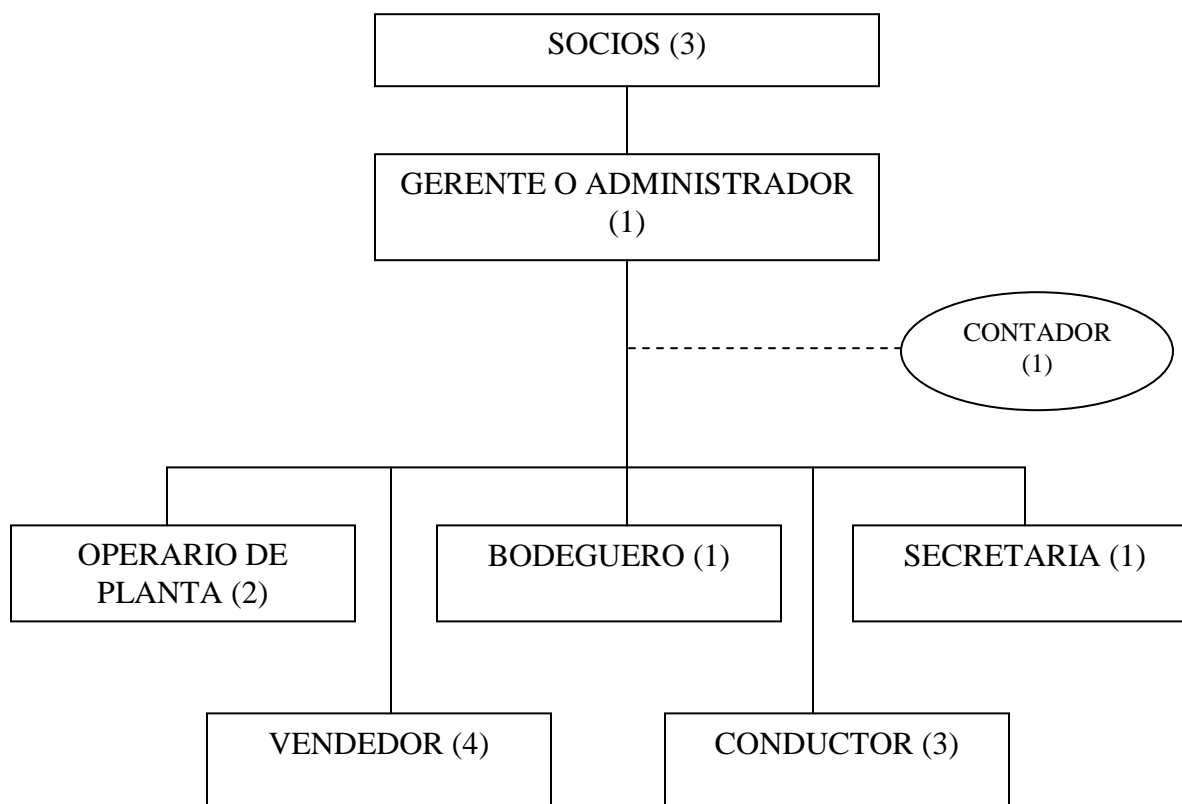 SOCIOS (3)
GERENTE O ADMINISTRADOR
(1)
CONTADOR
(1)
OPERARIO DE
PLANTA (2)
BODEGUERO (1)
SECRETARIA (1)
VENDEDOR (4)
CONDUCTOR (3)